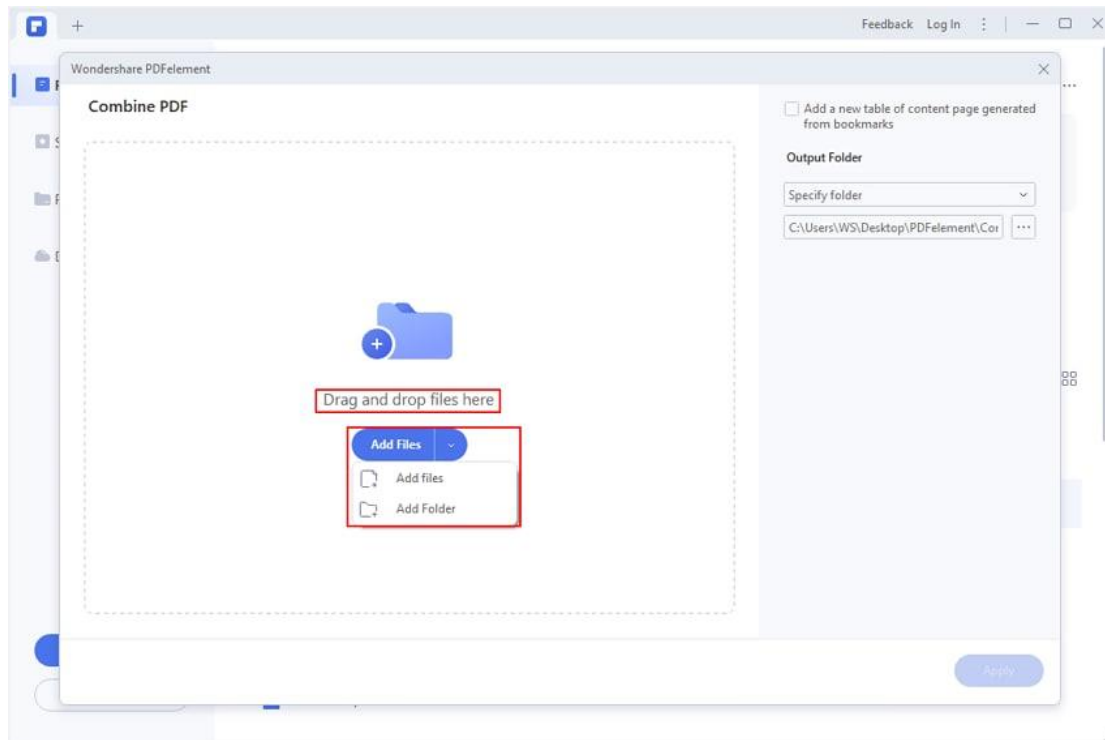 Feedback Log In
Wondershare PDFelement
Combine PDF
Add a new table of content page generated
from bookmarks
Output Folder
Specify folder
C:\Users\WS\Desktop\PDFelement\Cor
Drag and drop files here
Add Files
Add files
Add Folder
Apply